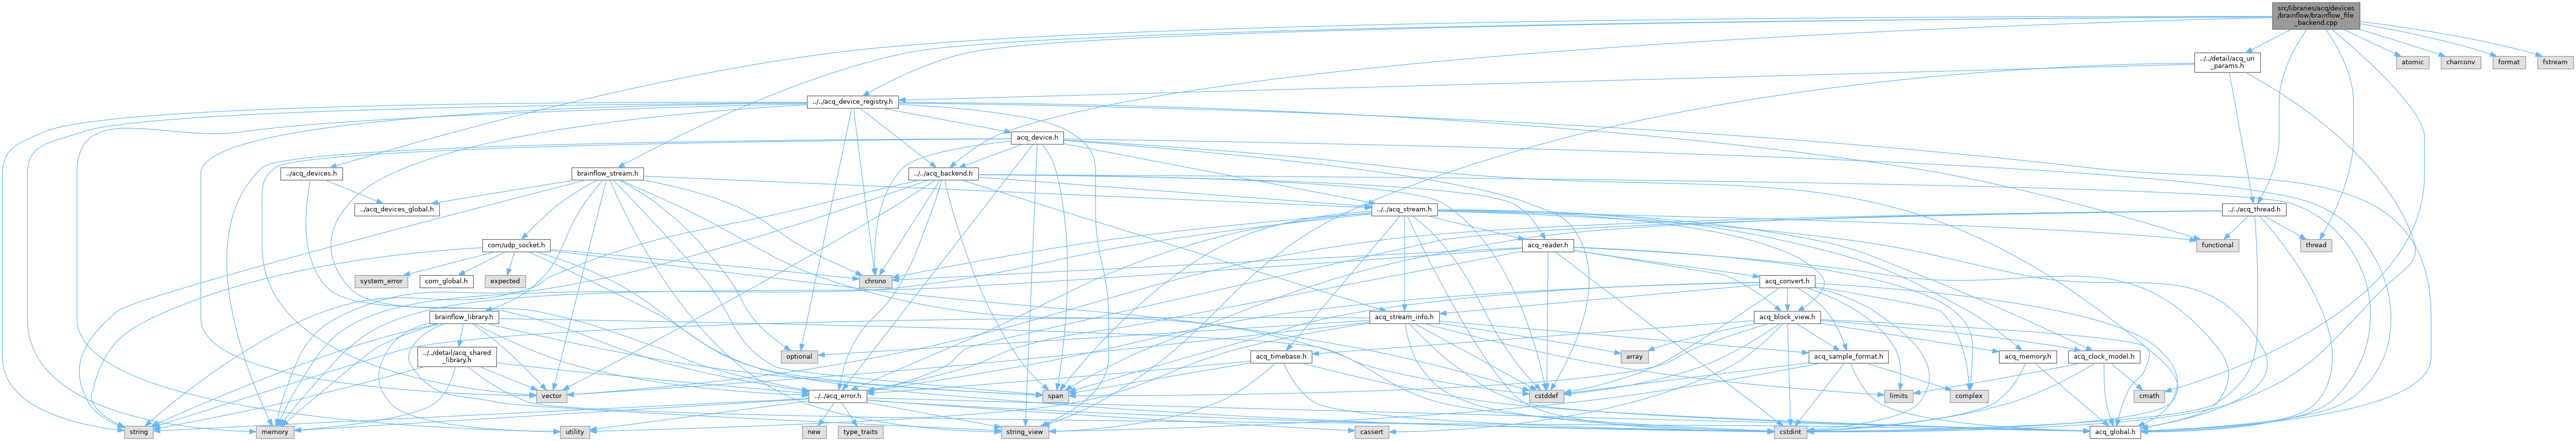 src/libraries/acq/devices
/brainflow/brainflow_file
_backend.cpp
../../detail/acq_uri
_params.h
atomic
charconv
format
fstream
../../acq_device_registry.h
acq_device.h
../acq_devices.h
brainflow_stream.h
../../acq_backend.h
../acq_devices_global.h
../../acq_stream.h
../../acq_thread.h
com/udp_socket.h
acq_reader.h
functional
thread
system_error
com_global.h
expected
chrono
acq_convert.h
brainflow_library.h
acq_stream_info.h
acq_block_view.h
../../detail/acq_shared
_library.h
optional
acq_timebase.h
array
acq_sample_format.h
acq_memory.h
acq_clock_model.h
vector
../../acq_error.h
span
cstddef
limits
complex
cmath
string
memory
utility
new
type_traits
string_view
cassert
cstdint
acq_global.h